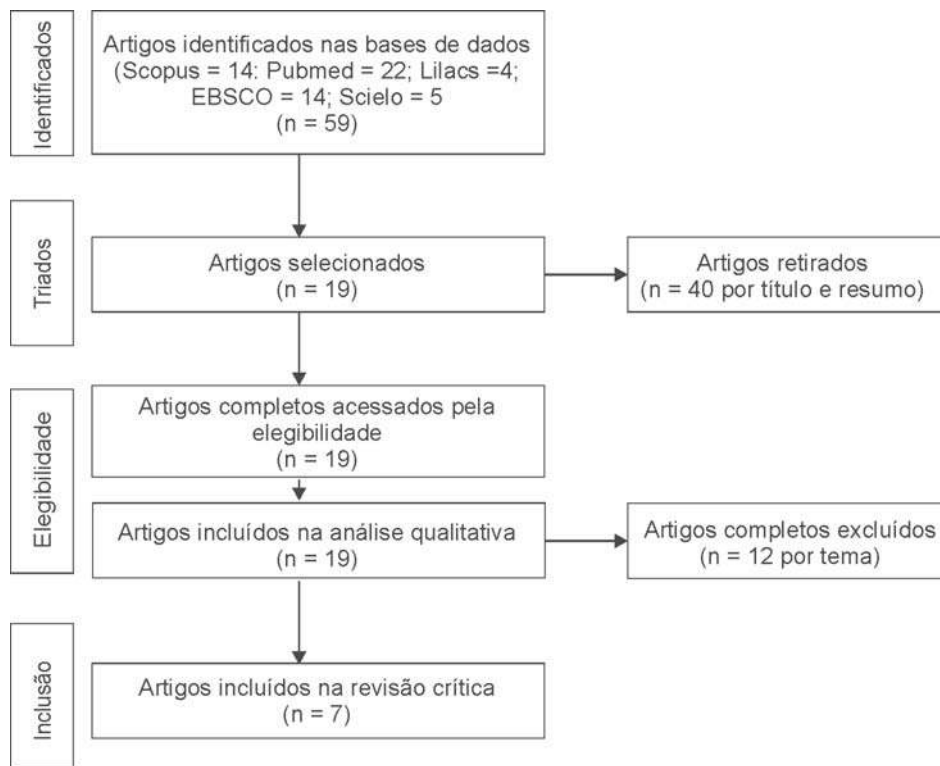 Identificados
Artigos identificados nas bases de dados
(Scopus = 14: Pubmed = 22; Lilacs =4;
EBSCO = 14; Scielo = 5
(n = 59)
Triados
Artigos selecionados
(n = 19)
Artigos retirados
(n = 40 por título e resumo)
Elegibilidade
Artigos completos acessados pela
elegibilidade
(n = 19)
Artigos incluídos na análise qualitativa
(n = 19)
Artigos completos excluídos
(n = 12 por tema)
Inclusão
Artigos incluídos na revisão crítica
(n = 7)